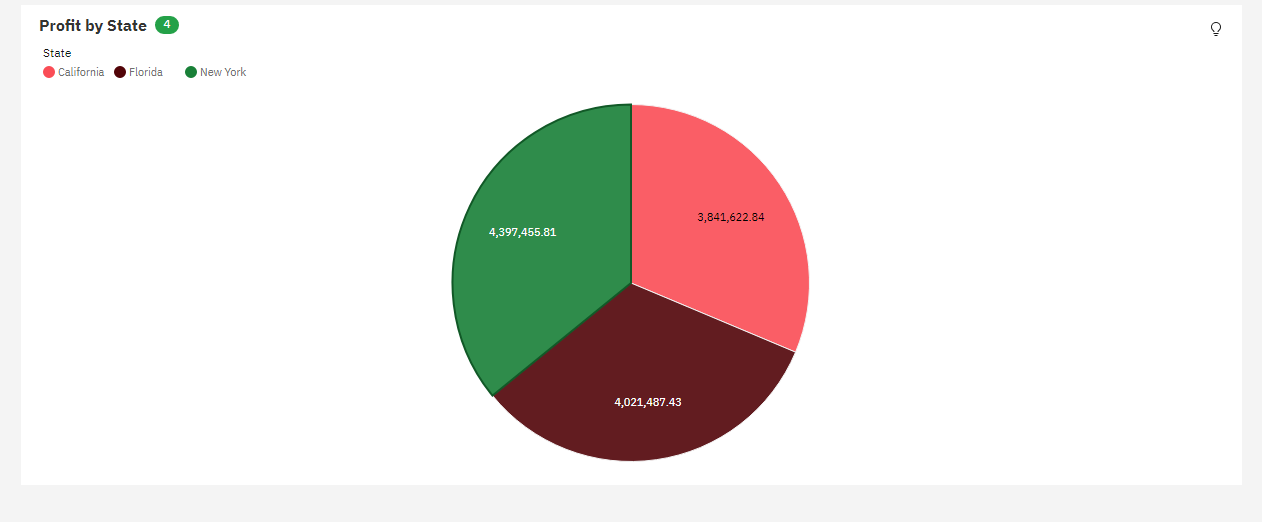 Profit by State 4
State
California Florida New York
3,841,622.84
4,397,455.81
4,021,487.43